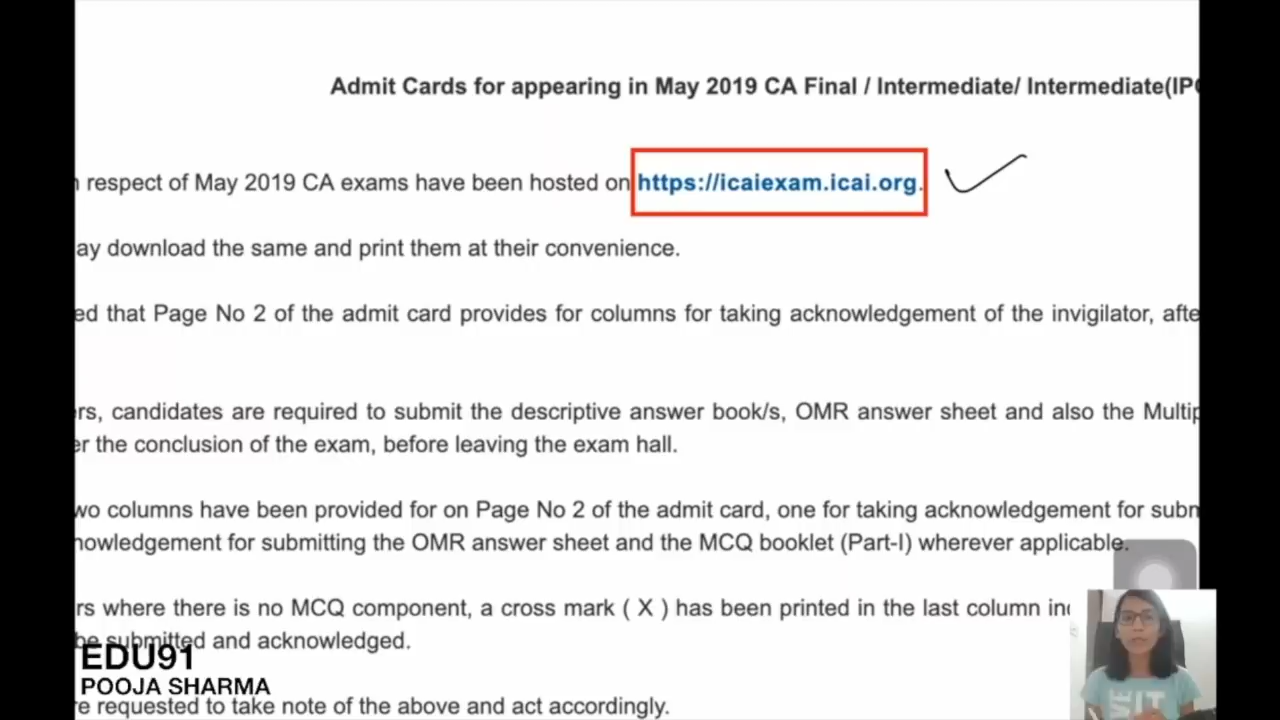 Admit Cards for appearing in May 2019 CA Final / Intermediate/ Intermediate(IPC
respect of May 2019 CA exams have been hosted on https://icaiexam.icai.org.
ay download the same and print them at their convenience.
ed that Page No 2 of the admit card provides for columns for taking acknowledgement of the invigilator, afte
rs, candidates are required to submit the descriptive answer book/s, OMR answer sheet and also the Multip
er the conclusion of the exam, before leaving the exam hall.
wo columns have been provided for on Page No 2 of the admit card, one for taking acknowledgement for subm
nowledgement for submitting the OMR answer sheet and the MCQ booklet (Part-I) wherever applicable.
rs where there is no MCQ component, a cross mark ( X ) has been printed in the last column in
be submitted and acknowledged.
EDU91
POOJA SHARMA
re requested to take note of the above and act accordingly.